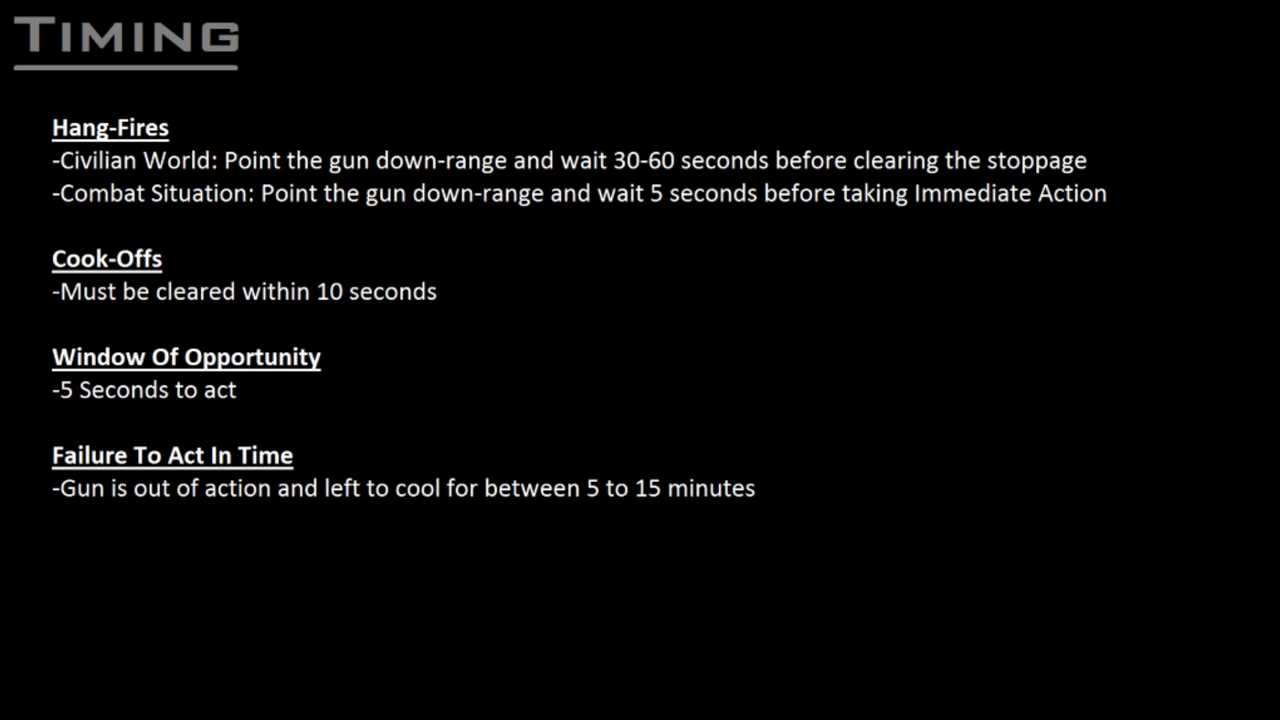 TIMING
Hang-Fires
-Civilian World: Point the gun down-range and wait 30-60 seconds before clearing the stoppage
-Combat Situation: Point the gun down-range and wait 5 seconds before taking Immediate Action
Cook-Offs
-Must be cleared within 10 seconds
Window Of Opportunity
-5 Seconds to act
Failure To Act In Time
-Gun is out of action and left to cool for between 5 to 15 minutes